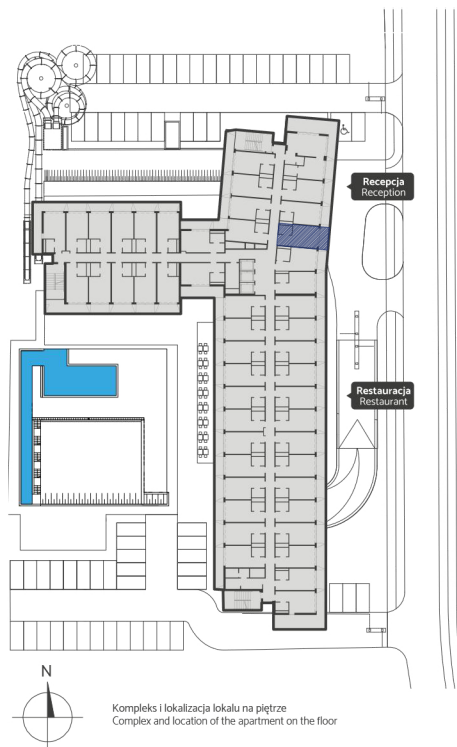 Recepcja
Reception
Restauracja
Restaurant
N
Kompleks i lokalizacja lokalu na piętrze
Complex and location of the apartment on the floor